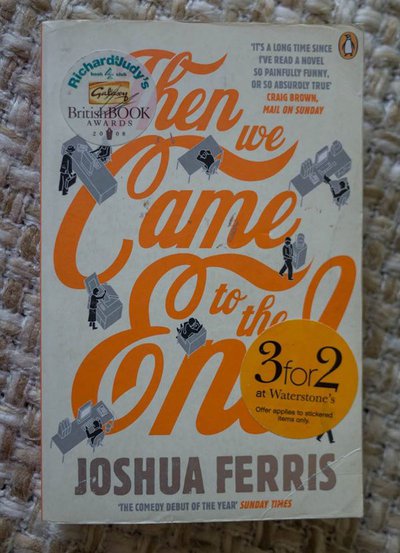 Richard & Judy's
book club
Galaxy
British BOOK
AWARDS
2008
'IT'S A LONG TIME SINCE
I'VE READ A NOVEL
SO PAINFULLY FUNNY,
OR SO ABSURDLY TRUE'
CRAIG BROWN,
MAIL ON SUNDAY
Then
we
Came
to the
End
3 for 2
at Waterstone's
Offer applies to stickered
items only.
JOSHUA FERRIS
'THE COMEDY DEBUT OF THE YEAR' SUNDAY TIMES